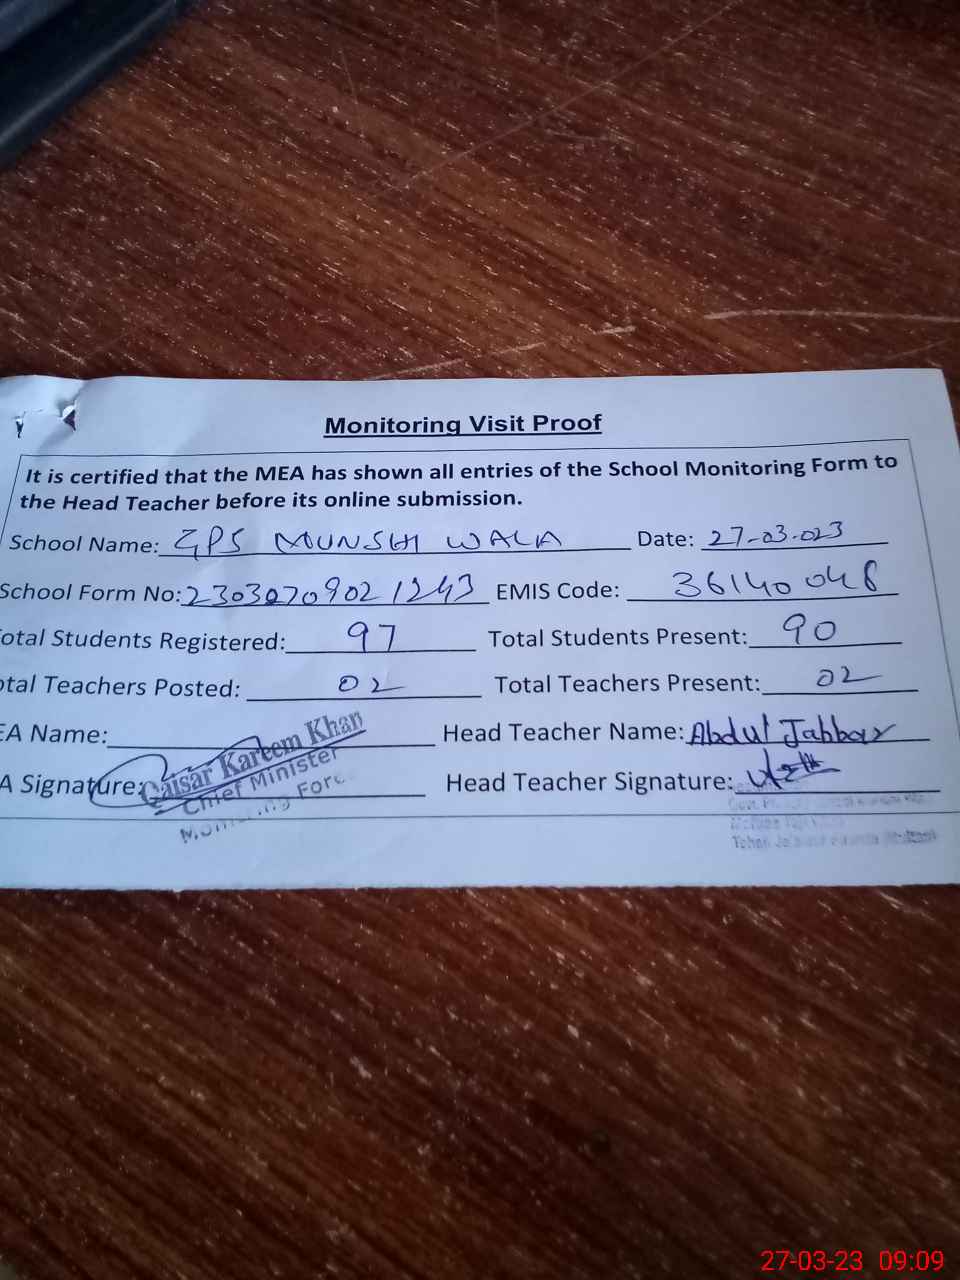 Monitoring Visit Proof
It is certified that the MEA has shown all entries of the School Monitoring Form to
the Head Teacher before its online submission.
School Name: GPS MUNSHI WALA Date: 27-03-023
School Form No: 23030709021243 EMIS Code: 36140048
otal Students Registered: 97 Total Students Present: 90
otal Teachers Posted: 02 Total Teachers Present: 02
EA Name: Head Teacher Name: Abdul Jabbar
A Signature: Head Teacher Signature:
Qaisar Kareem Khan
Chief Minister
27-03-23 09:09